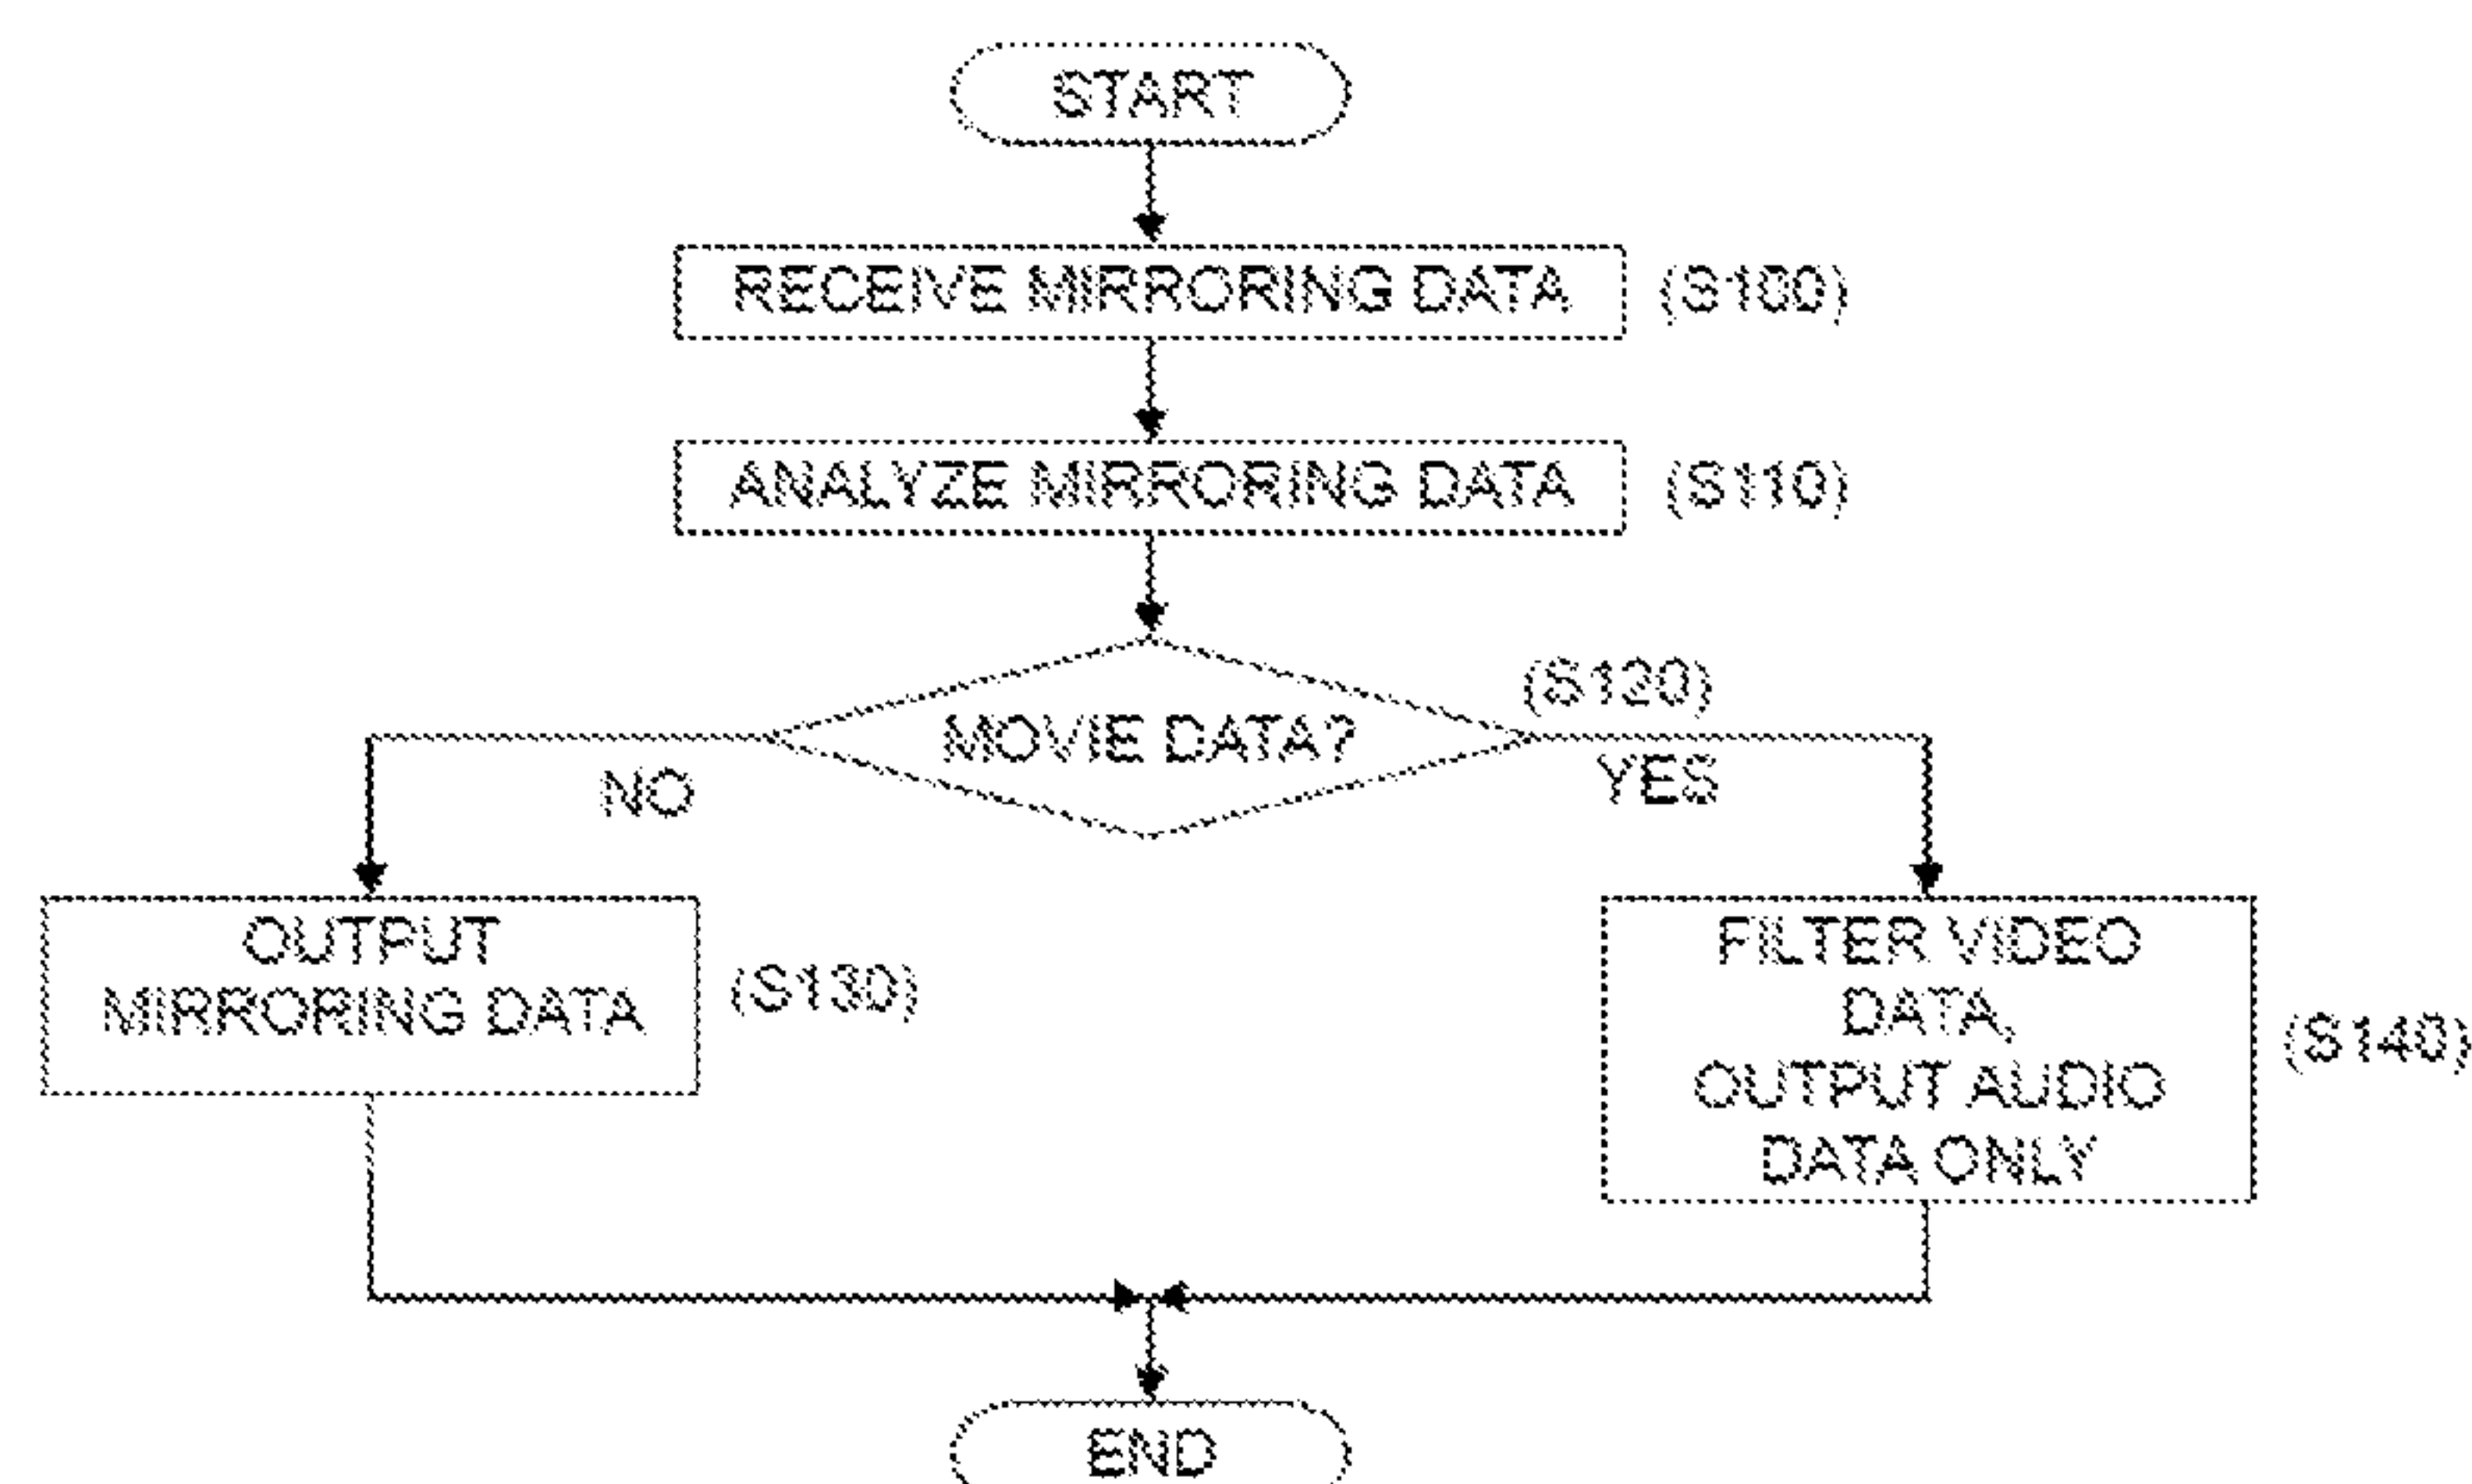 START
RECEIVE MIRRORING DATA (S100)
ANALYZE MIRRORING DATA (S110)
(S120)
MOVIE DATA?
NO
YES
OUTPUT
MIRRORING DATA
(S130)
FILTER VIDEO
DATA,
OUTPUT AUDIO
DATA ONLY
(S140)
END